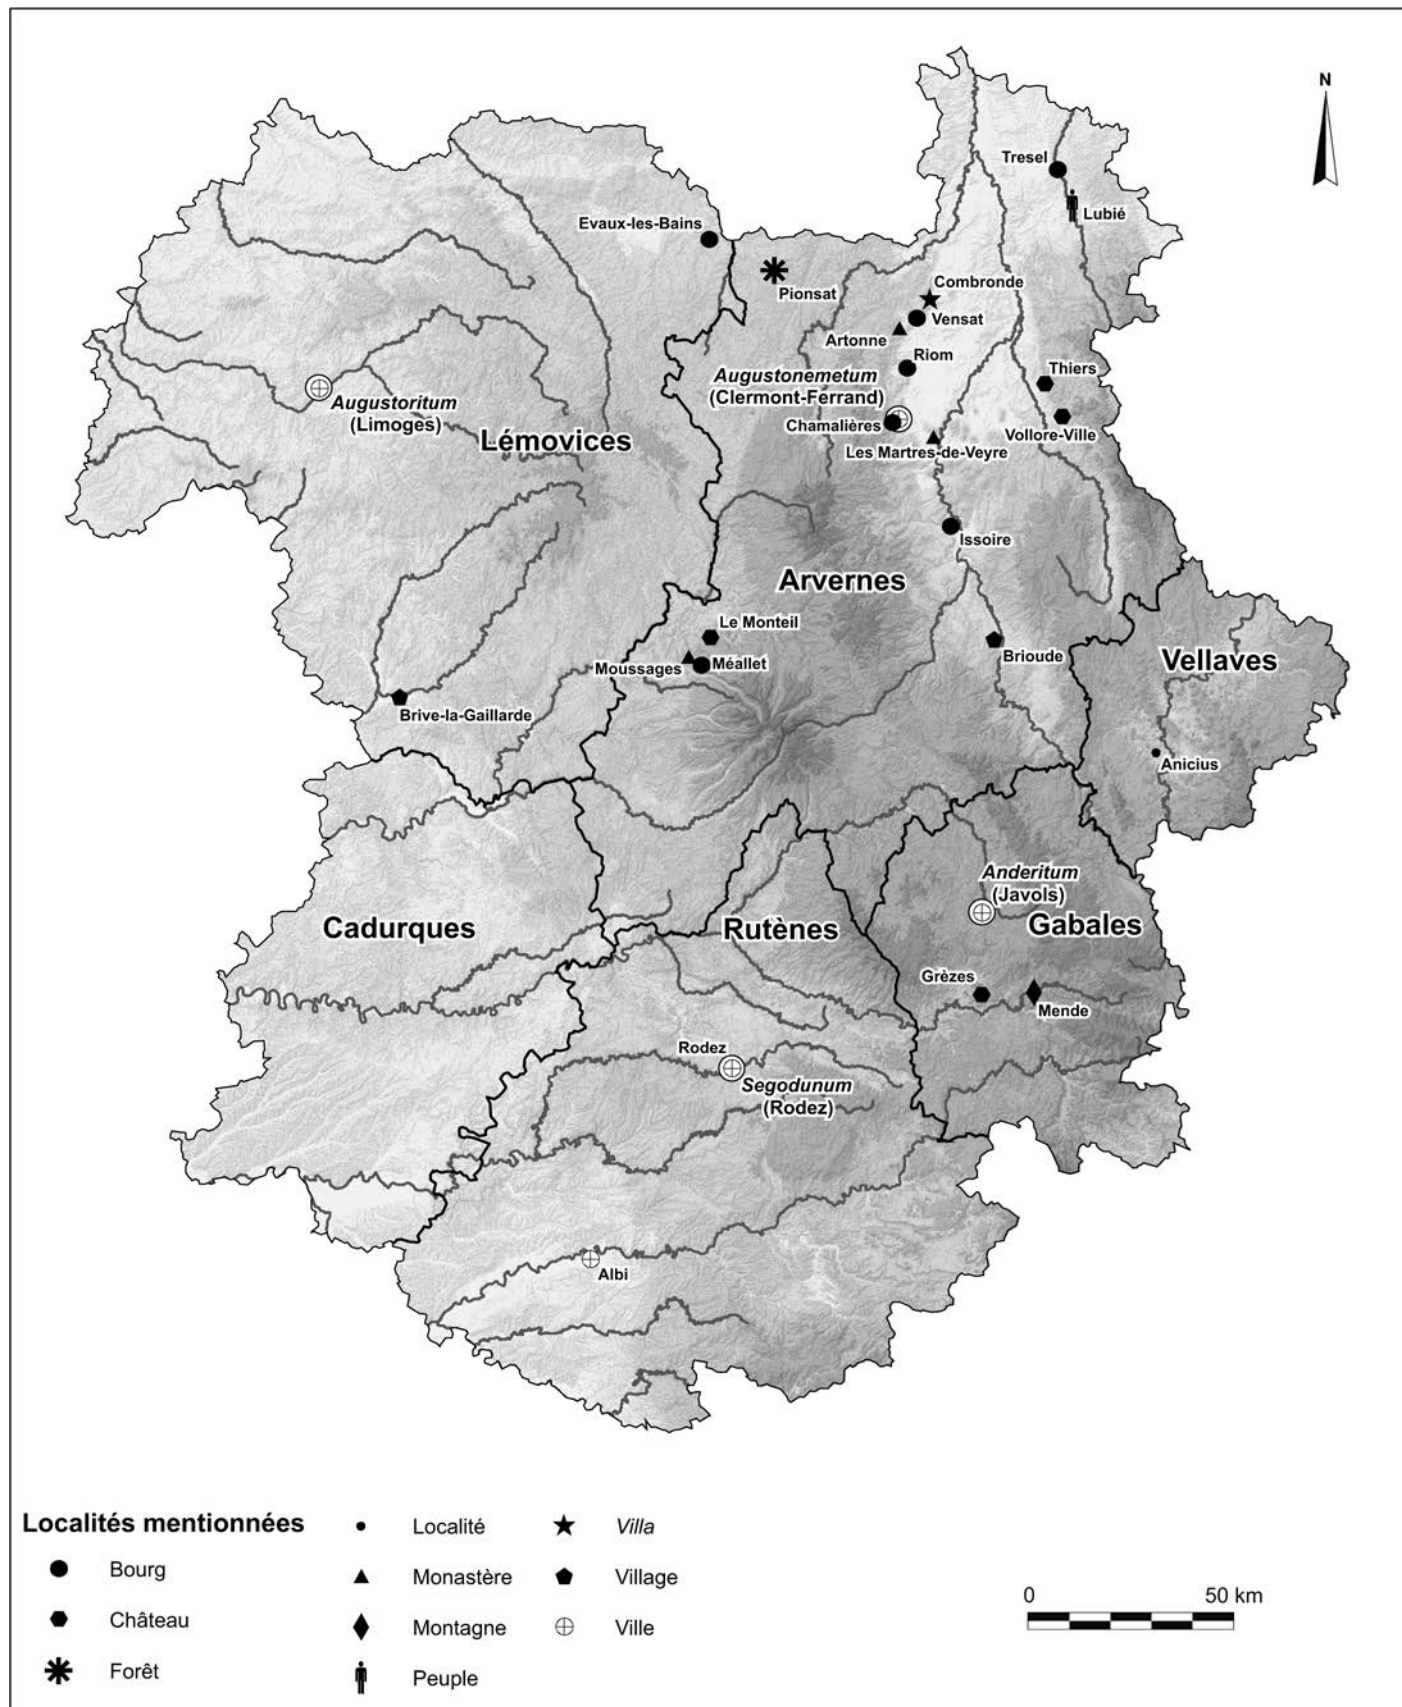 N
Tresel
Lubié
Evaux-les-Bains
Pionsat
Combronde
Vensat
Artonne
Riom
Augustonemetum
(Clermont-Ferrand)
Thiers
Augustoritum
(Limoges)
Chamalières
Vollore-Ville
Lémovices
Les Martres-de-Veyre
Issoire
Arvernes
Le Monteil
Moussages
Méallet
Brioude
Vellaves
Brive-la-Gaillarde
Anicius
Anderitum
(Javols)
Cadurques
Rutènes
Gabales
Grèzes
Mende
Rodez
Segodunum
(Rodez)
Albi
Localités mentionnées
Bourg
Château
Forêt
Localité
Monastère
Montagne
Peuple
Villa
Village
Ville
0 50 km